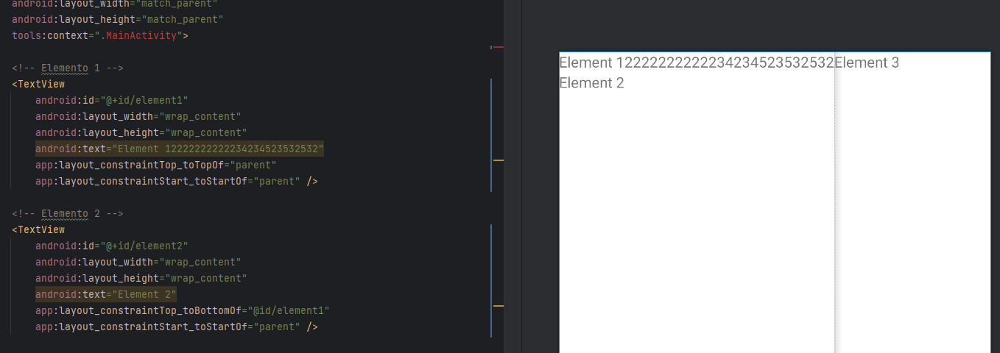 android:layout_width="match_parent"
android:layout_height="match_parent"
tools:context=".MainActivity">
<!-- Elemento 1 -->
<TextView
android:id="@+id/element1"
android:layout_width="wrap_content"
android:layout_height="wrap_content"
android:text="Element 122222222222342345235325​32"
app:layout_constraintTop_toTopOf="parent"
app:layout_constraintStart_toStartOf="parent" />
<!-- Elemento 2 -->
<TextView
android:id="@+id/element2"
android:layout_width="wrap_content"
android:layout_height="wrap_content"
android:text="Element 2"
app:layout_constraintTop_toBottomOf="@id/element1"
app:layout_constraintStart_toStartOf="parent" />
Element 12222222222234234523532532Element 3
Element 2